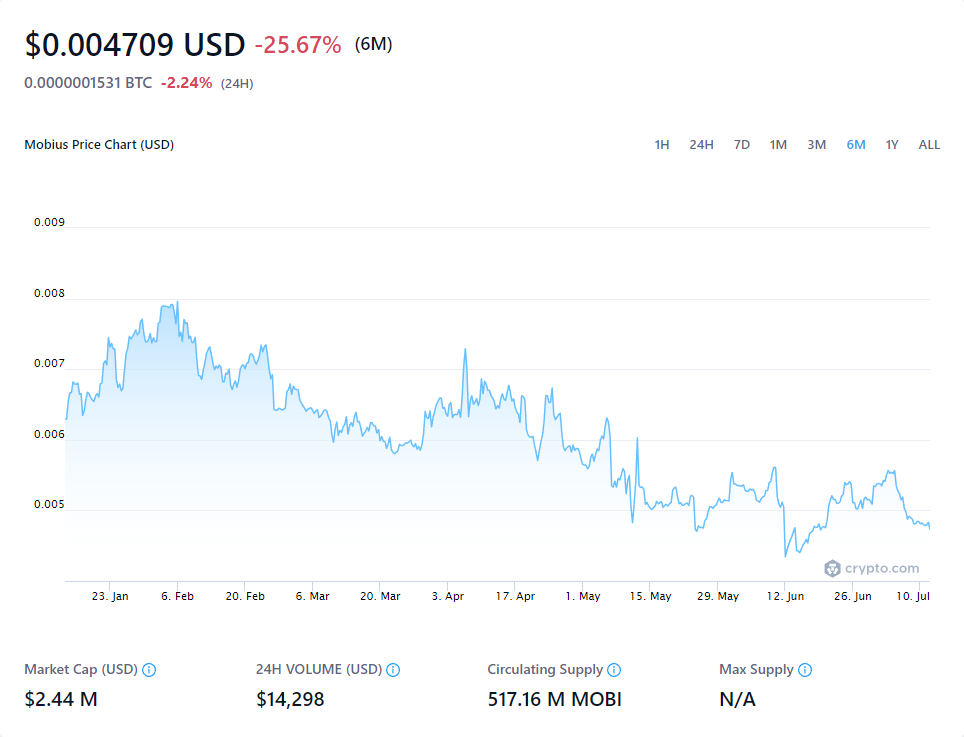 $0.004709 USD -25.67% (6M)
0.0000001531 BTC -2.24% (24H)
Mobius Price Chart (USD) 1H 24H 7D 1M 3M 6M 1Y ALL
0.009
0.008
0.007
0.006
0.005
crypto.com
23. Jan 6. Feb 20. Feb 6. Mar 20. Mar 3. Apr 17. Apr 1. May 15. May 29. May 12. Jun 26. Jun 10. Jul
Market Cap (USD) 24H VOLUME (USD) Circulating Supply Max Supply
$2.44 M $14,298 517.16 M MOBI N/A